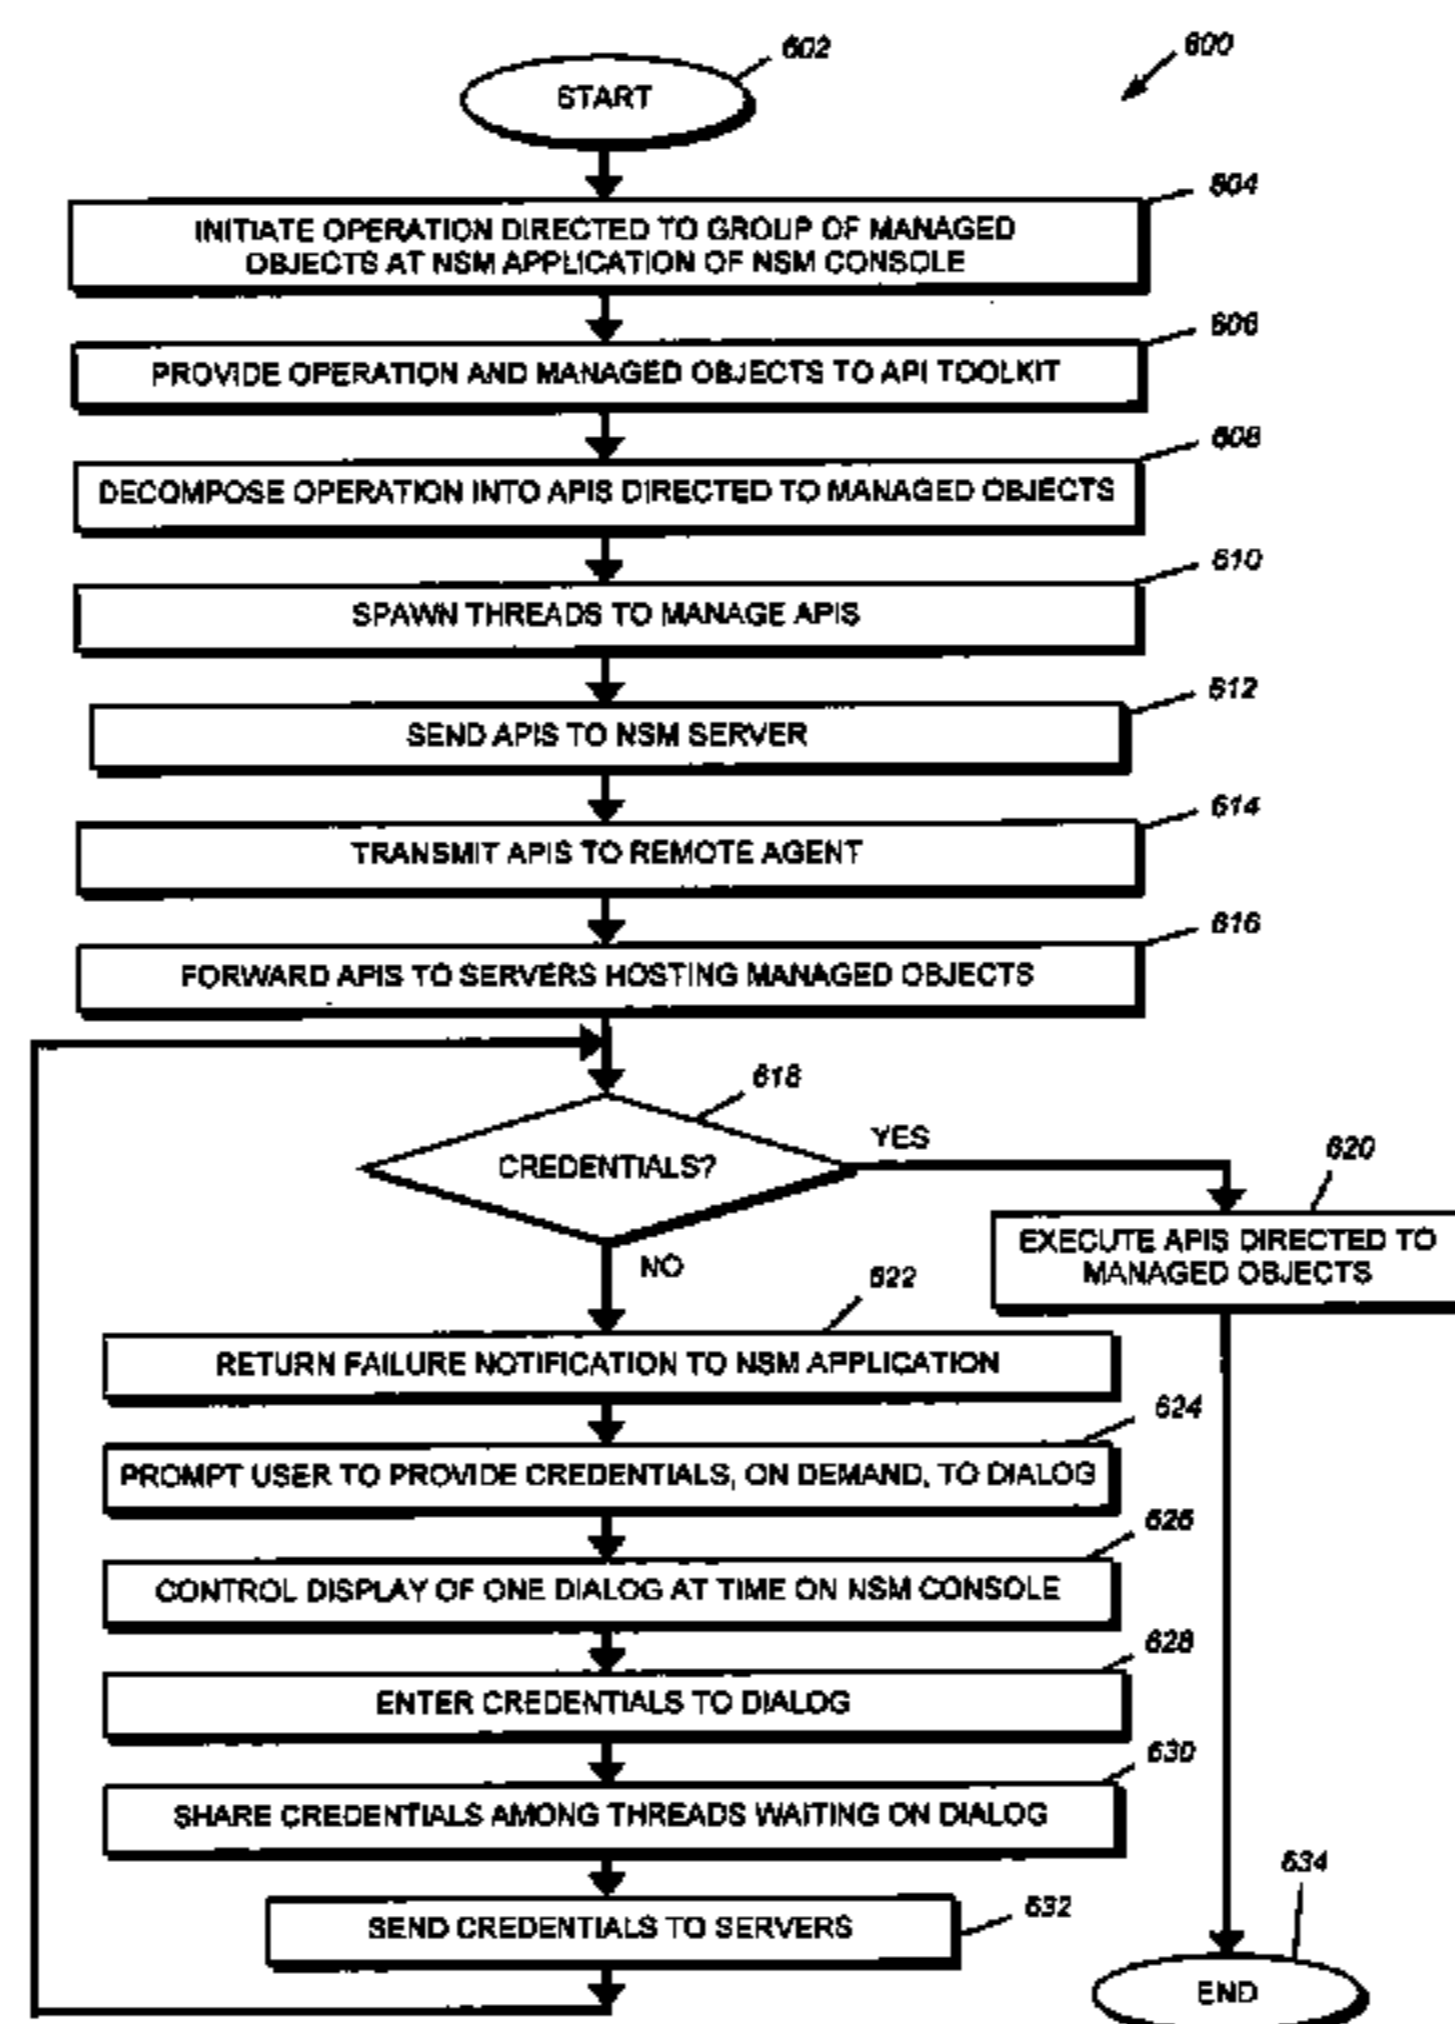 600
602
START
604
INITIATE OPERATION DIRECTED TO GROUP OF MANAGED
OBJECTS AT NSM APPLICATION OF NSM CONSOLE
606
PROVIDE OPERATION AND MANAGED OBJECTS TO API TOOLKIT
608
DECOMPOSE OPERATION INTO APIS DIRECTED TO MANAGED OBJECTS
610
SPAWN THREADS TO MANAGE APIS
612
SEND APIS TO NSM SERVER
614
TRANSMIT APIS TO REMOTE AGENT
616
FORWARD APIS TO SERVERS HOSTING MANAGED OBJECTS
618
CREDENTIALS?
YES
620
EXECUTE APIS DIRECTED TO
MANAGED OBJECTS
NO
622
RETURN FAILURE NOTIFICATION TO NSM APPLICATION
624
PROMPT USER TO PROVIDE CREDENTIALS, ON DEMAND, TO DIALOG
626
CONTROL DISPLAY OF ONE DIALOG AT TIME ON NSM CONSOLE
628
ENTER CREDENTIALS TO DIALOG
630
SHARE CREDENTIALS AMONG THREADS WAITING ON DIALOG
632
SEND CREDENTIALS TO SERVERS
634
END